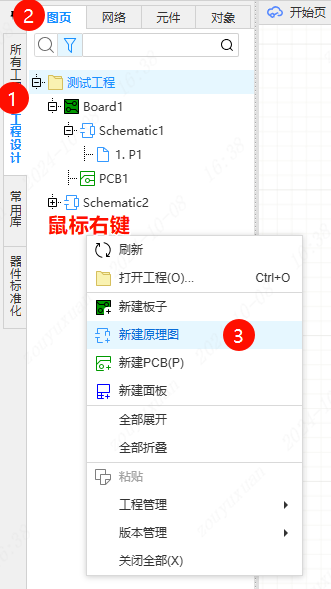 2
图页
网络
元件
对象
开始页
所有工
1
工程设计
常用库
器件标准化
测试工程
Board1
Schematic1
1. P1
PCB1
Schematic2
鼠标右键
刷新
打开工程(O)... Ctrl+O
新建板子
新建原理图
3
新建PCB(P)
新建面板
全部展开
全部折叠
粘贴
工程管理
版本管理
关闭全部(X)